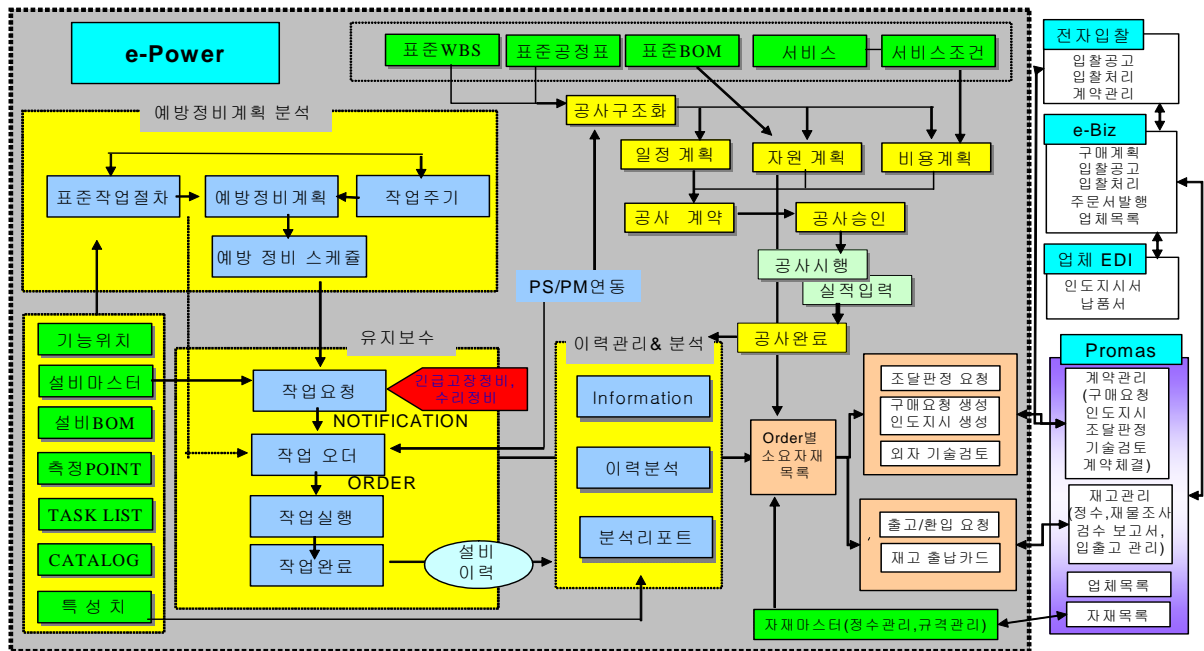 e-Power
표준WBS
표준공정표
표준BOM
서비스
서비스조건
공사구조화
일정 계획
자원 계획
비용계획
공사 계약
공사승인
공사시행
실적입력
공사완료
예방정비계획 분석
표준작업절차
예방정비계획
작업주기
예방 정비 스케쥴
PS/PM연동
기능위치
설비마스터
설비BOM
측정POINT
TASK LIST
CATALOG
특성치
유지보수
작업요청
긴급고장정비,
수리정비
NOTIFICATION
작업 오더
ORDER
작업실행
작업완료
설비
이력
이력관리& 분석
Information
이력분석
분석리포트
Order별
소요자재
목록
조달판정 요청
구매요청 생성
인도지시 생성
외자 기술검토
출고/환입 요청
재고 출납카드
자재마스터(정수관리,규격관리)
전자입찰
입찰공고
입찰처리
계약관리
e-Biz
구매계획
입찰공고
입찰처리
주문서발행
업체목록
업체 EDI
인도지시서
납품서
Promas
계약관리
(구매요청
인도지시
조달판정
기술검토
계약체결)
재고관리
(정수,재물조사
검수 보고서,
입출고 관리)
업체목록
자재목록